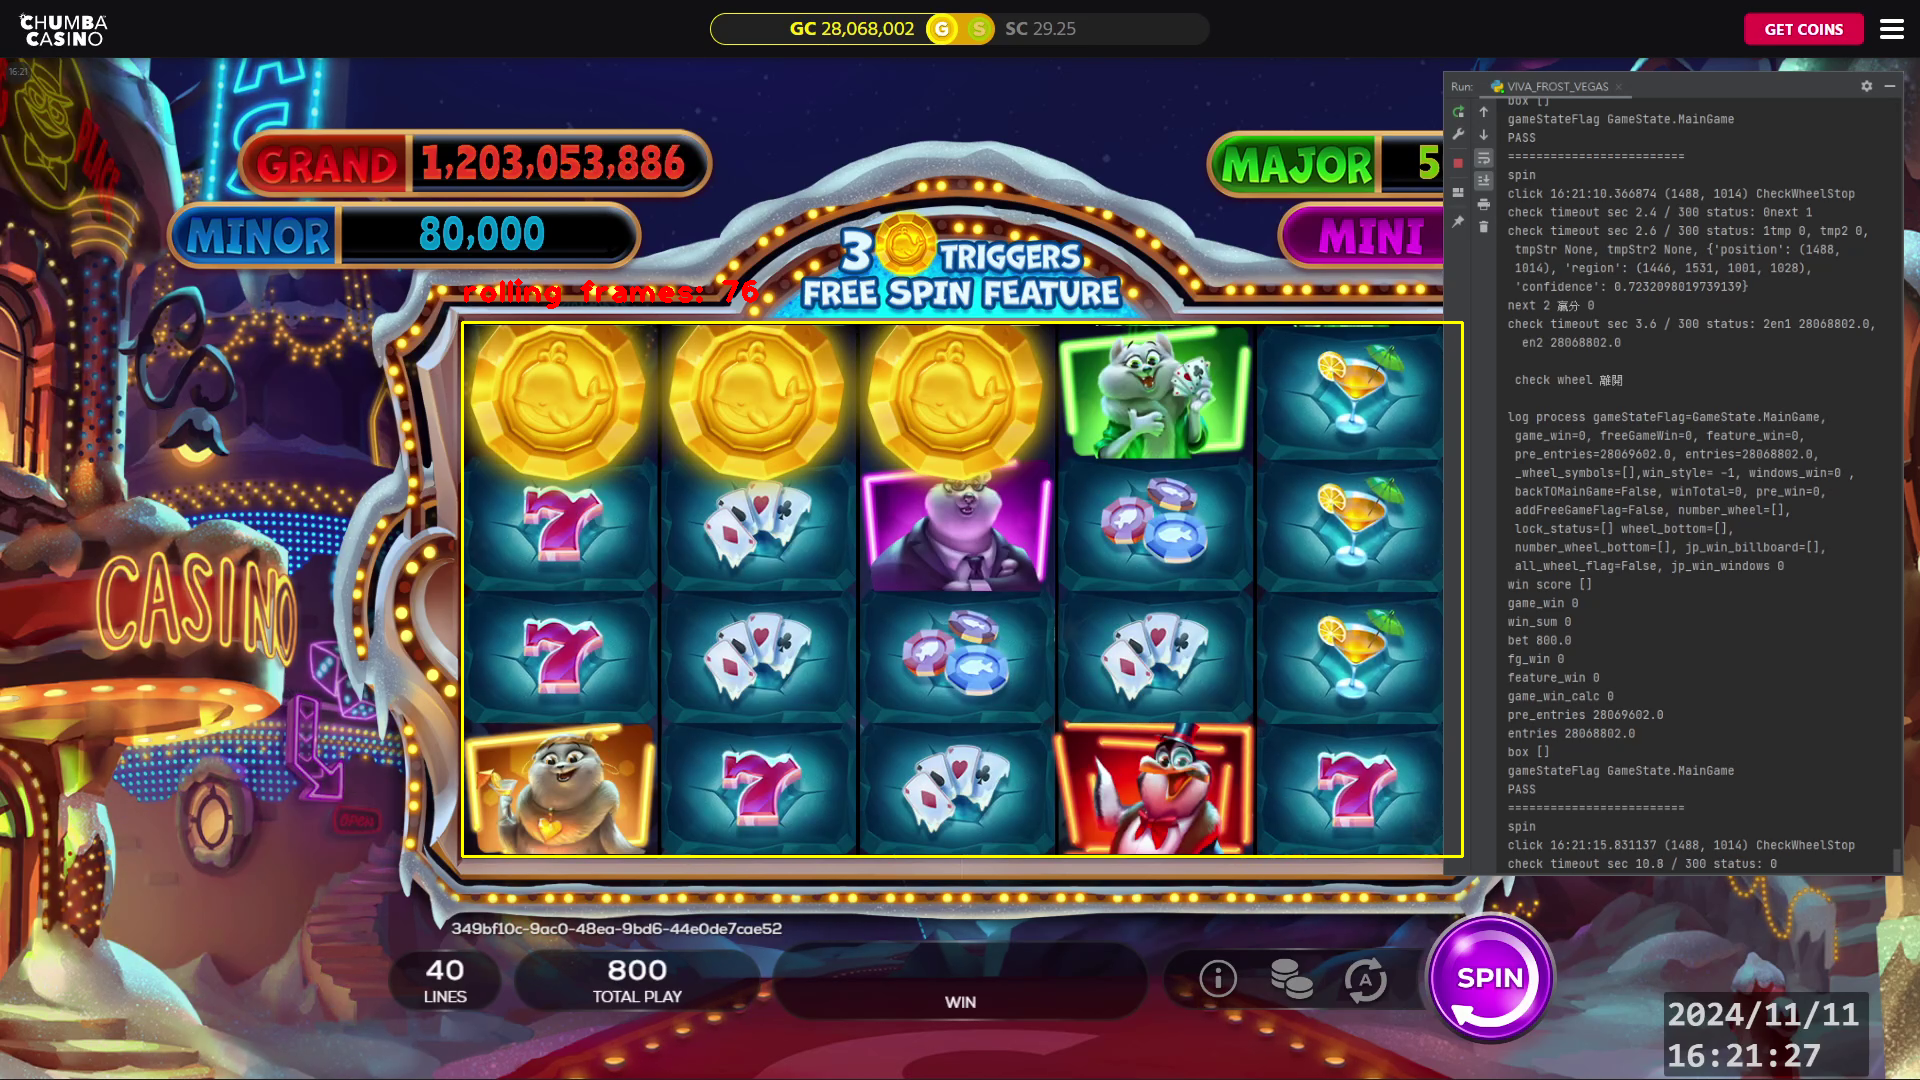 CHUMBA
CASINO
GC 28,068,002
G
S
SC 29.25
GET COINS
16:21
PLACE
GRAND 1,203,053,886
MAJOR 5
MINOR 80,000
MINI
3 TRIGGERS
FREE SPIN FEATURE
rolling frames: 76
CASINO
OPEN
Run: VIVA_FROST_VEGAS
box []
gameStateFlag GameState.MainGame
PASS
=========================
spin
click 16:21:10.366874 (1488, 1014) CheckWheelStop
check timeout sec 2.4 / 300 status: 0next 1
check timeout sec 2.6 / 300 status: 1tmp 0, tmp2 0,
tmpStr None, tmpStr2 None, {'position': (1488,
1014), 'region': (1446, 1531, 1001, 1028),
'confidence': 0.7232098019739139}
next 2 贏分 0
check timeout sec 3.6 / 300 status: 2en1 28068802.0,
en2 28068802.0
check wheel 離開
log process gameStateFlag=GameState.MainGame,
game_win=0, freeGameWin=0, feature_win=0,
pre_entries=28069602.0, entries=28068802.0,
_wheel_symbols=[],win_style= -1, windows_win=0 ,
backTOMainGame=False, winTotal=0, pre_win=0,
addFreeGameFlag=False, number_wheel=[],
lock_status=[] wheel_bottom=[],
number_wheel_bottom=[], jp_win_billboard=[],
all_wheel_flag=False, jp_win_windows 0
win score []
game_win 0
win_sum 0
bet 800.0
fg_win 0
feature_win 0
game_win_calc 0
pre_entries 28069602.0
entries 28068802.0
box []
gameStateFlag GameState.MainGame
PASS
=========================
spin
click 16:21:15.831137 (1488, 1014) CheckWheelStop
check timeout sec 10.8 / 300 status: 0
349bf10c-9ac0-48ea-9bd6-44e0de7cae52
40
LINES
800
TOTAL PLAY
WIN
A
SPIN
2024/11/11
16:21:27